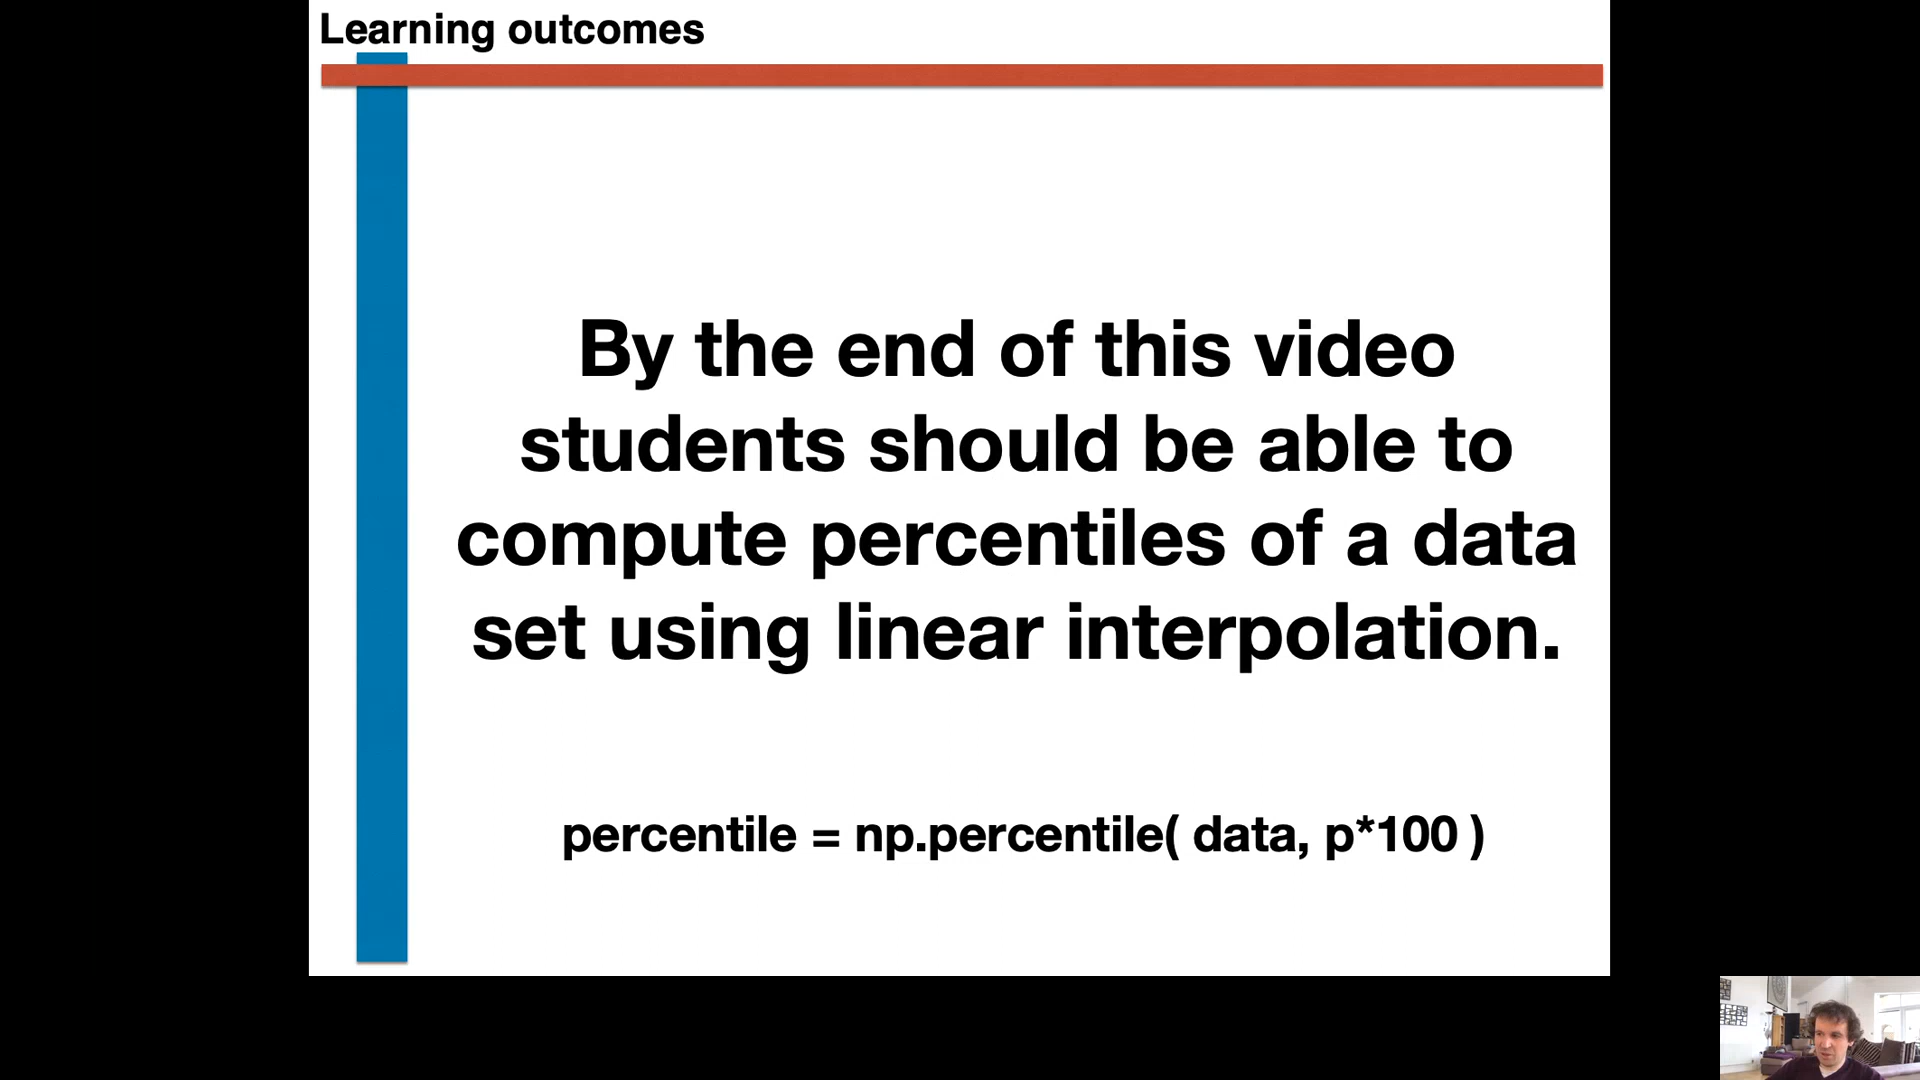 Learning outcomes
By the end of this video
students should be able to
compute percentiles of a data
set using linear interpolation.
percentile = np.percentile( data, p*100 )